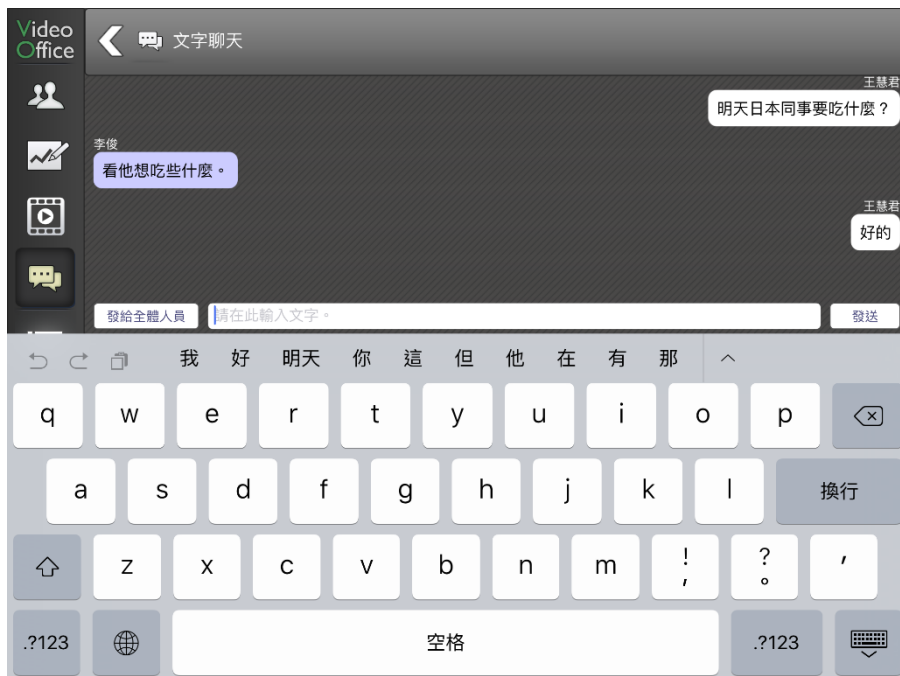 Video
Office
文字聊天
王慧君
明天日本同事要吃什麼？
李俊
看他想吃些什麼。
王慧君
好的
發給全體人員
請在此輸入文字。
發送
我 好 明天 你 這 但 他 在 有 那
q w e r t y u i o p
a s d f g h j k l 換行
z x c v b n m ! , ? 。 ′
.?123 空格 .?123